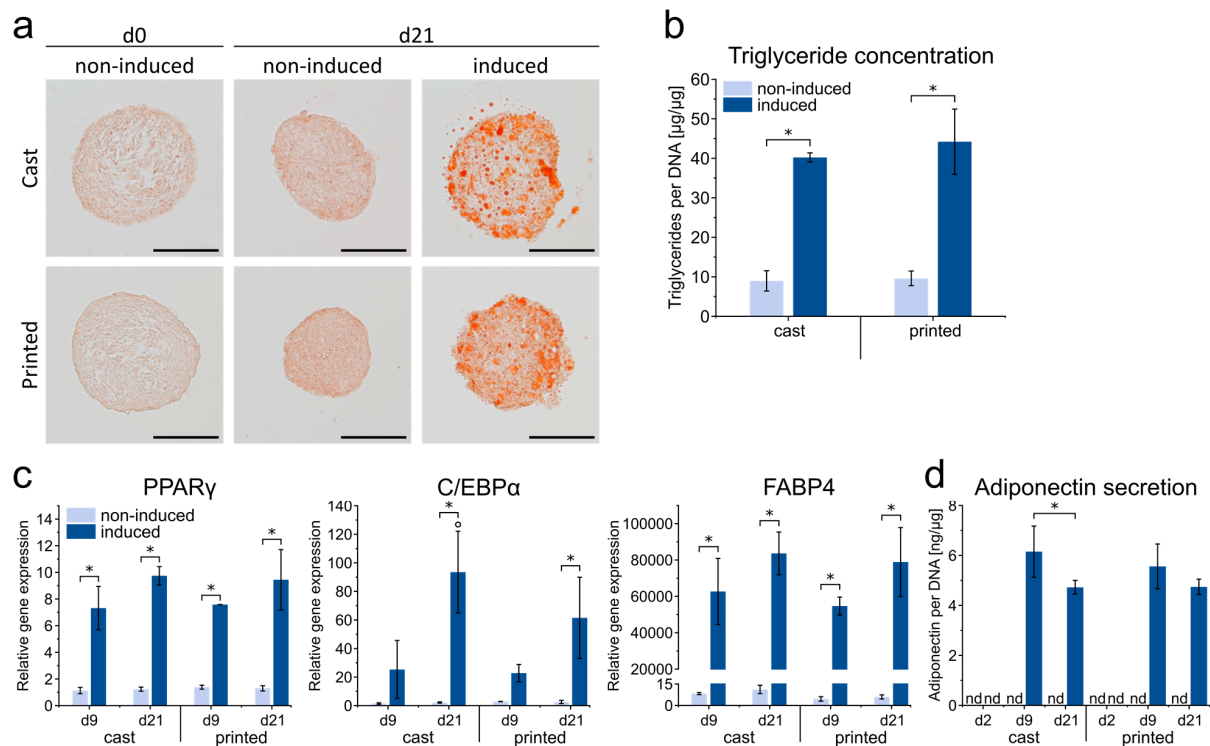 a
d0
d21
non-induced
non-induced
induced
Cast
Printed
b
Triglyceride concentration
non-induced
induced
Triglycerides per DNA [µg/µg]
60
50
40
30
20
10
0
*
*
cast
printed
c
PPARγ
non-induced
induced
Relative gene expression
14
12
10
8
6
4
2
0
*
*
*
*
d9
d21
d9
d21
cast
printed
C/EBPα
Relative gene expression
140
120
100
80
60
40
20
0
*
*
d9
d21
d9
d21
cast
printed
FABP4
Relative gene expression
100000
80000
60000
40000
20000
15
0
*
*
*
*
d9
d21
d9
d21
cast
printed
d
Adiponectin secretion
Adiponectin per DNA [ng/µg]
8
6
4
2
0
*
nd nd nd nd nd nd nd nd
d2
d9
d21
d2
d9
d21
cast
printed